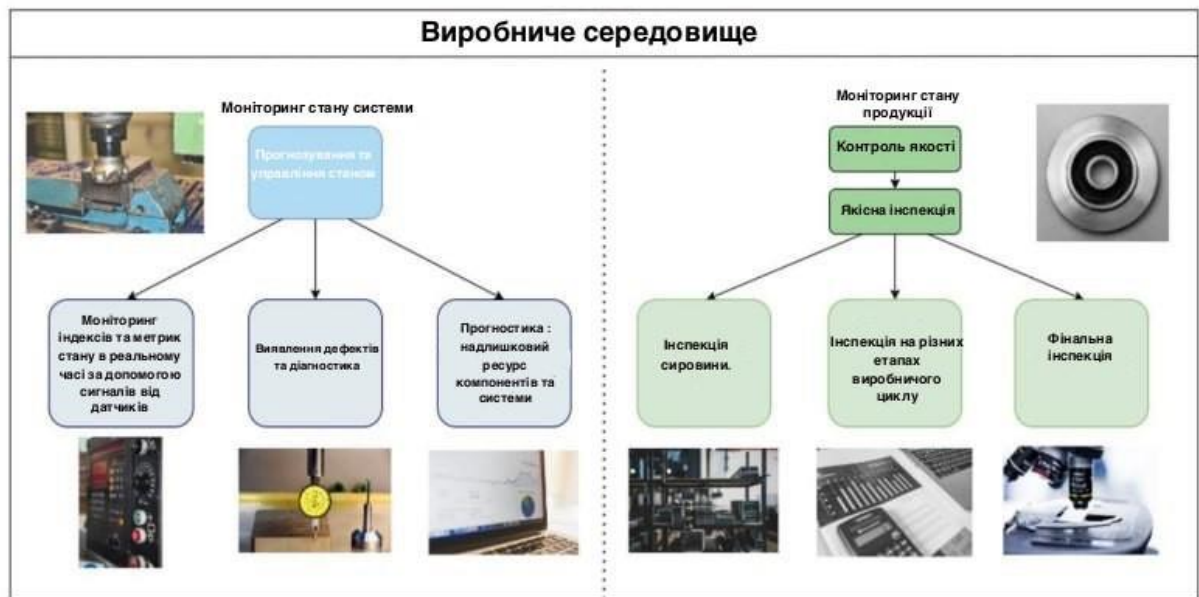 Виробниче середовище
Моніторинг стану системи
Прогнозування та
управління станом
Моніторинг
індексів та метрик
стану в реальному
часі за допомогою
сигналів від
датчиків
Виявлення дефектів
та діагностика
Прогностика :
надлишковий
ресурс
компонентів та
системи
Моніторинг стану
продукції
Контроль якості
Якісна інспекція
Інспекція
сировини.
Інспекція на різних
етапах
виробничого
циклу
Фінальна
інспекція